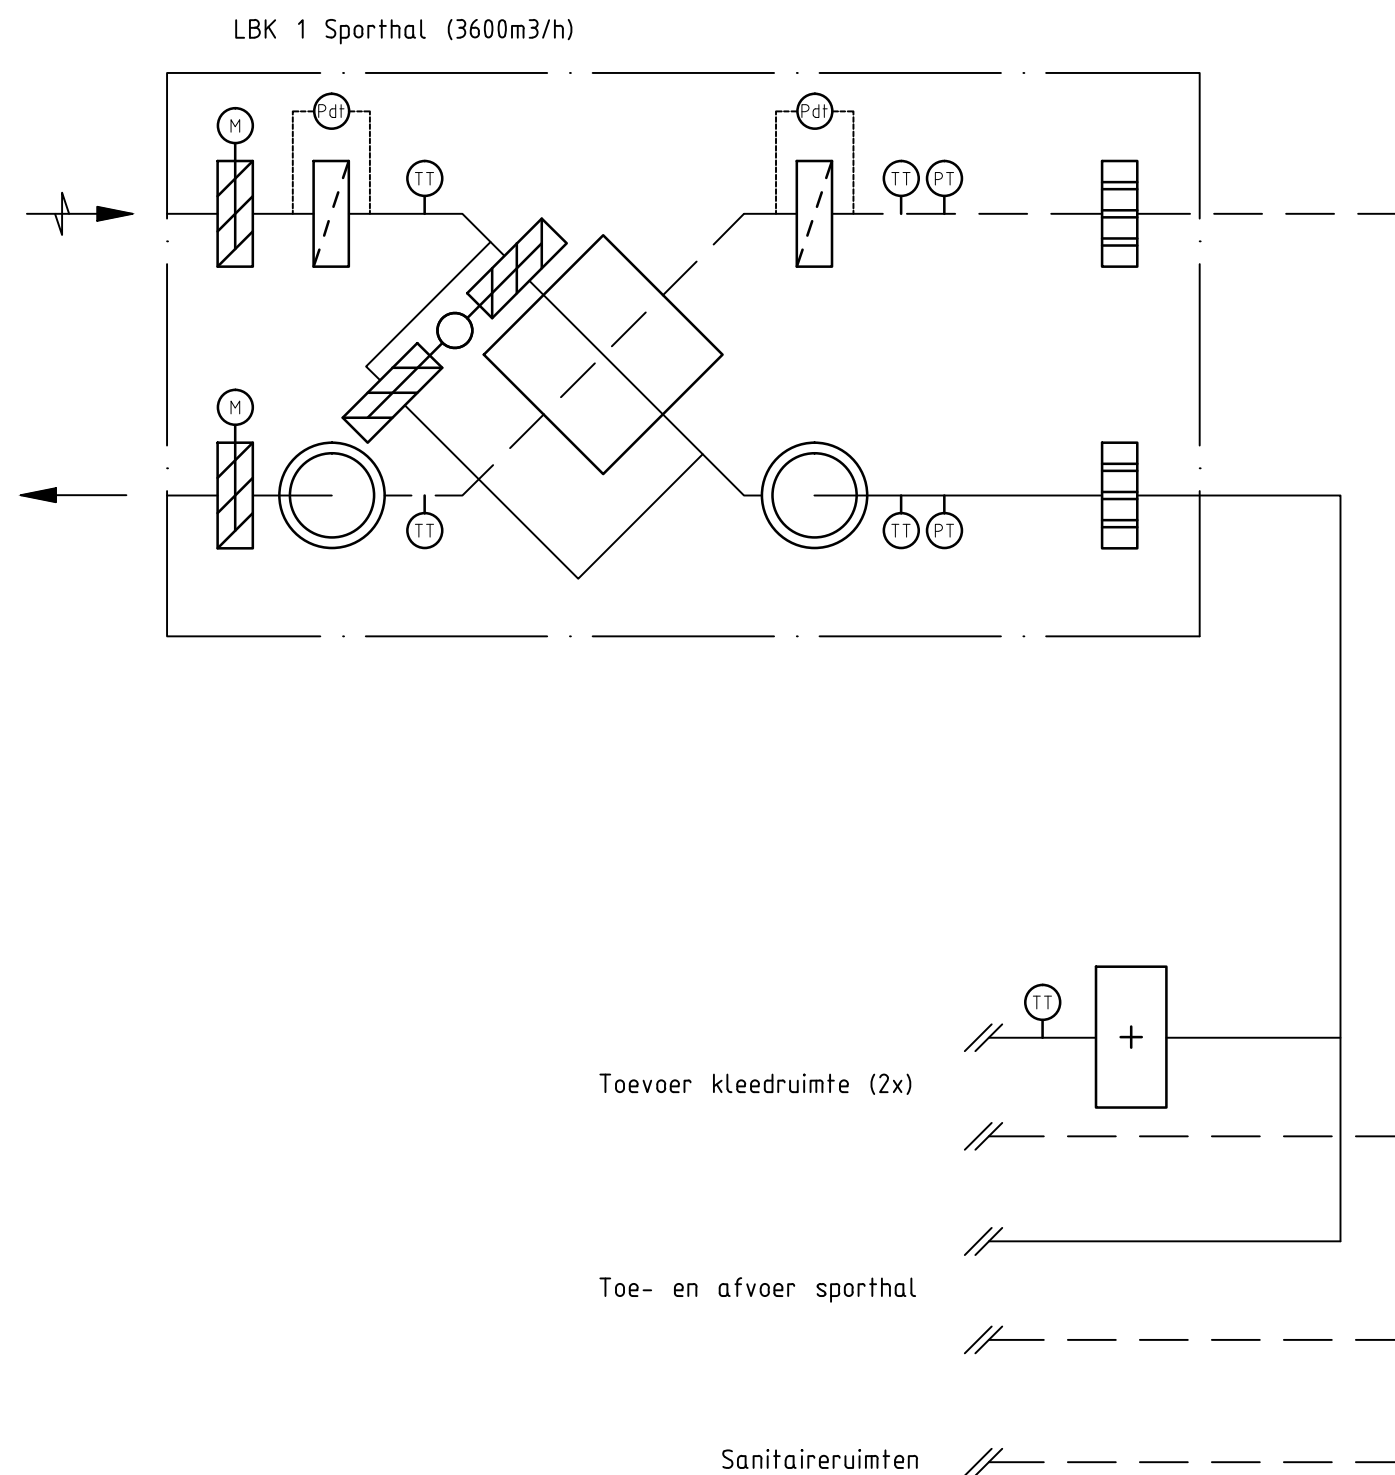 LBK 1 Sporthal (3600m3/h)
Pdt Pdt
M
TT TT PT
M
TT TT PT
TT
Toevoer kleedruimte (2x)
Toe- en afvoer sporthal
Sanitaireruimten